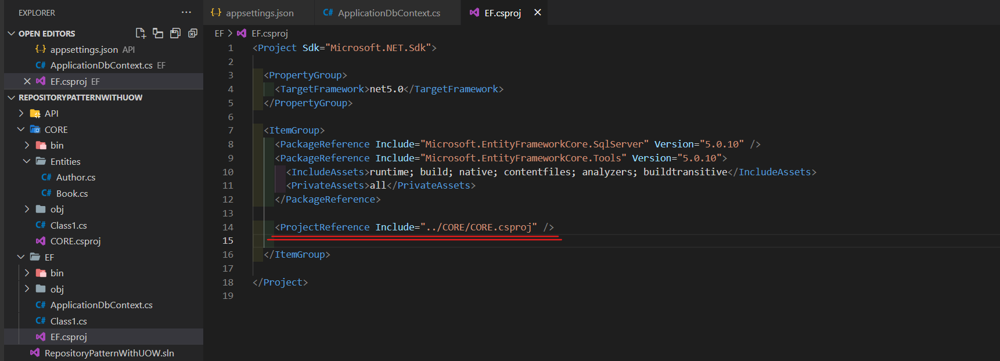 EXPLORER
OPEN EDITORS
appsettings.json API
C# ApplicationDbContext.cs EF
EF.csproj EF
REPOSITORYPATTERNWITHUOW
API
CORE
bin
Entities
C# Author.cs
C# Book.cs
obj
C# Class1.cs
CORE.csproj
EF
bin
obj
C# ApplicationDbContext.cs
C# Class1.cs
EF.csproj
RepositoryPatternWithUOW.sln
{} appsettings.json C# ApplicationDbContext.cs EF.csproj
EF > EF.csproj
1 <Project Sdk="Microsoft.NET.Sdk">
2
3 <PropertyGroup>
4 <TargetFramework>net5.0</TargetFramework>
5 </PropertyGroup>
6
7 <ItemGroup>
8 <PackageReference Include="Microsoft.EntityFrameworkCore.SqlServer" Version="5.0.10" />
9 <PackageReference Include="Microsoft.EntityFrameworkCore.Tools" Version="5.0.10">
10 <IncludeAssets>runtime; build; native; contentfiles; analyzers; buildtransitive</IncludeAssets>
11 <PrivateAssets>all</PrivateAssets>
12 </PackageReference>
13
14 <ProjectReference Include="../CORE/CORE.csproj" />
15
16 </ItemGroup>
17
18 </Project>
19